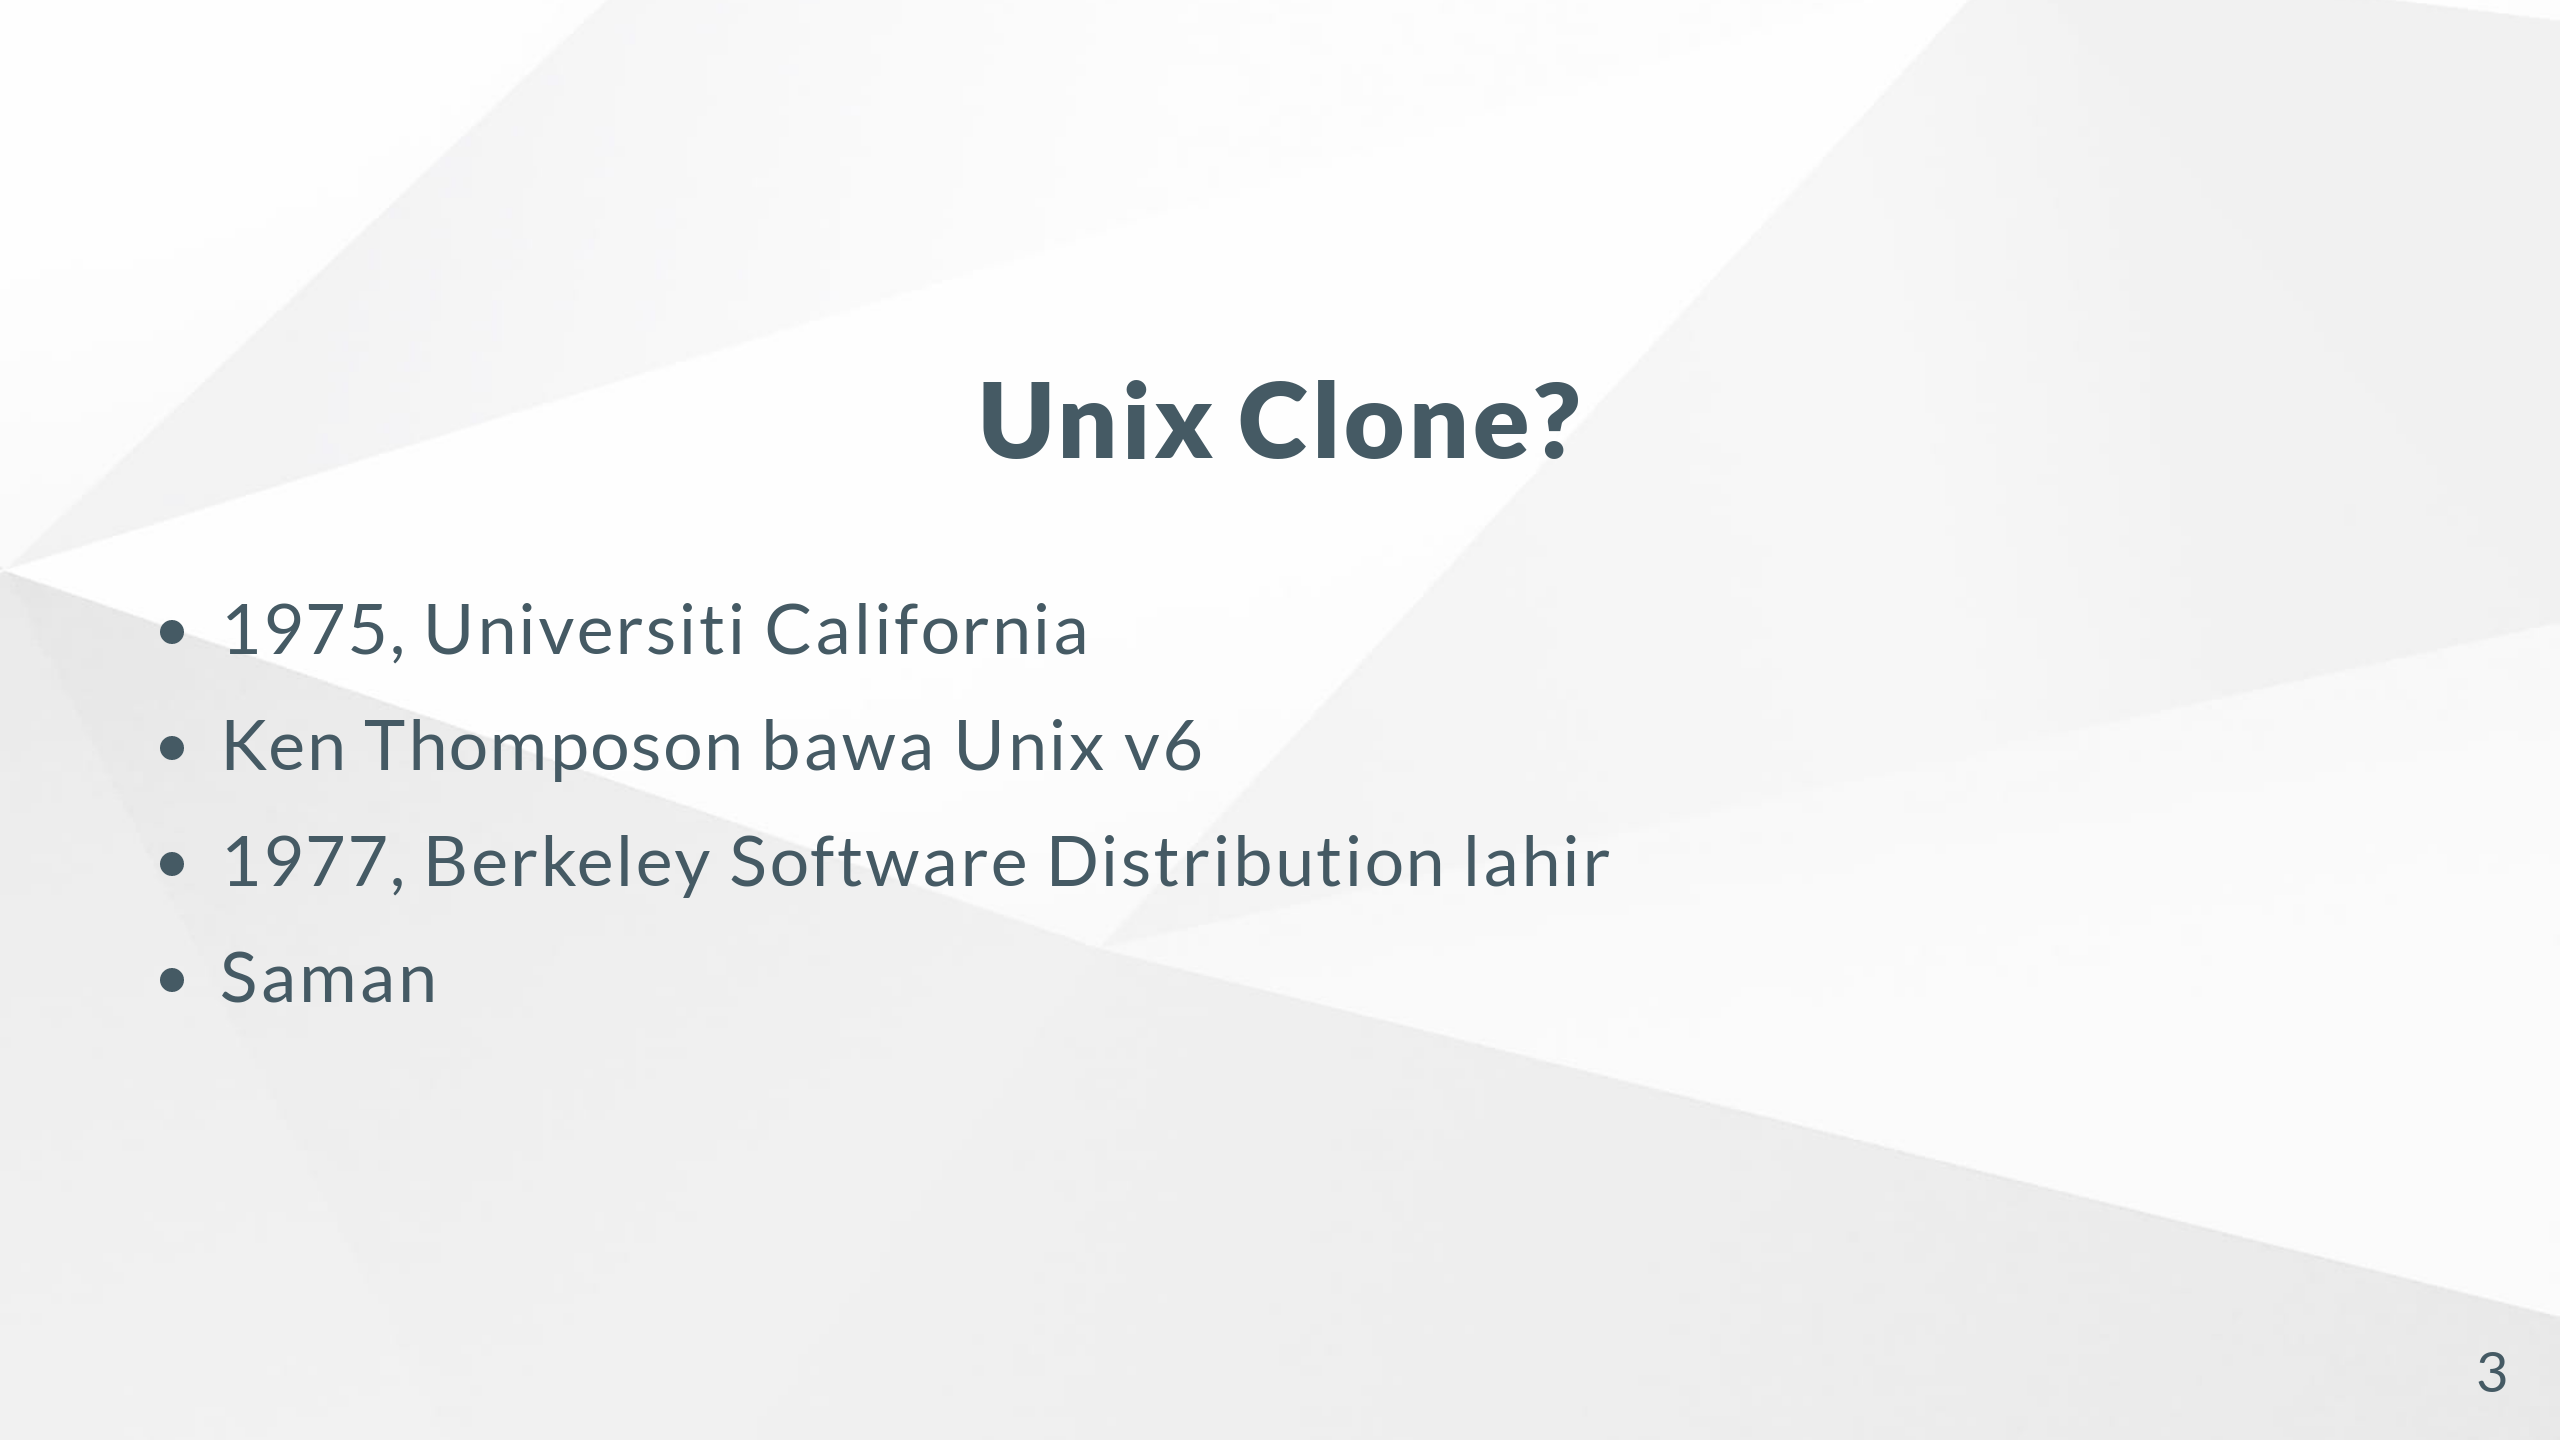 Unix Clone?
• 1975, Universiti California
• Ken Thomposon bawa Unix v6
• 1977, Berkeley Software Distribution lahir
• Saman
3